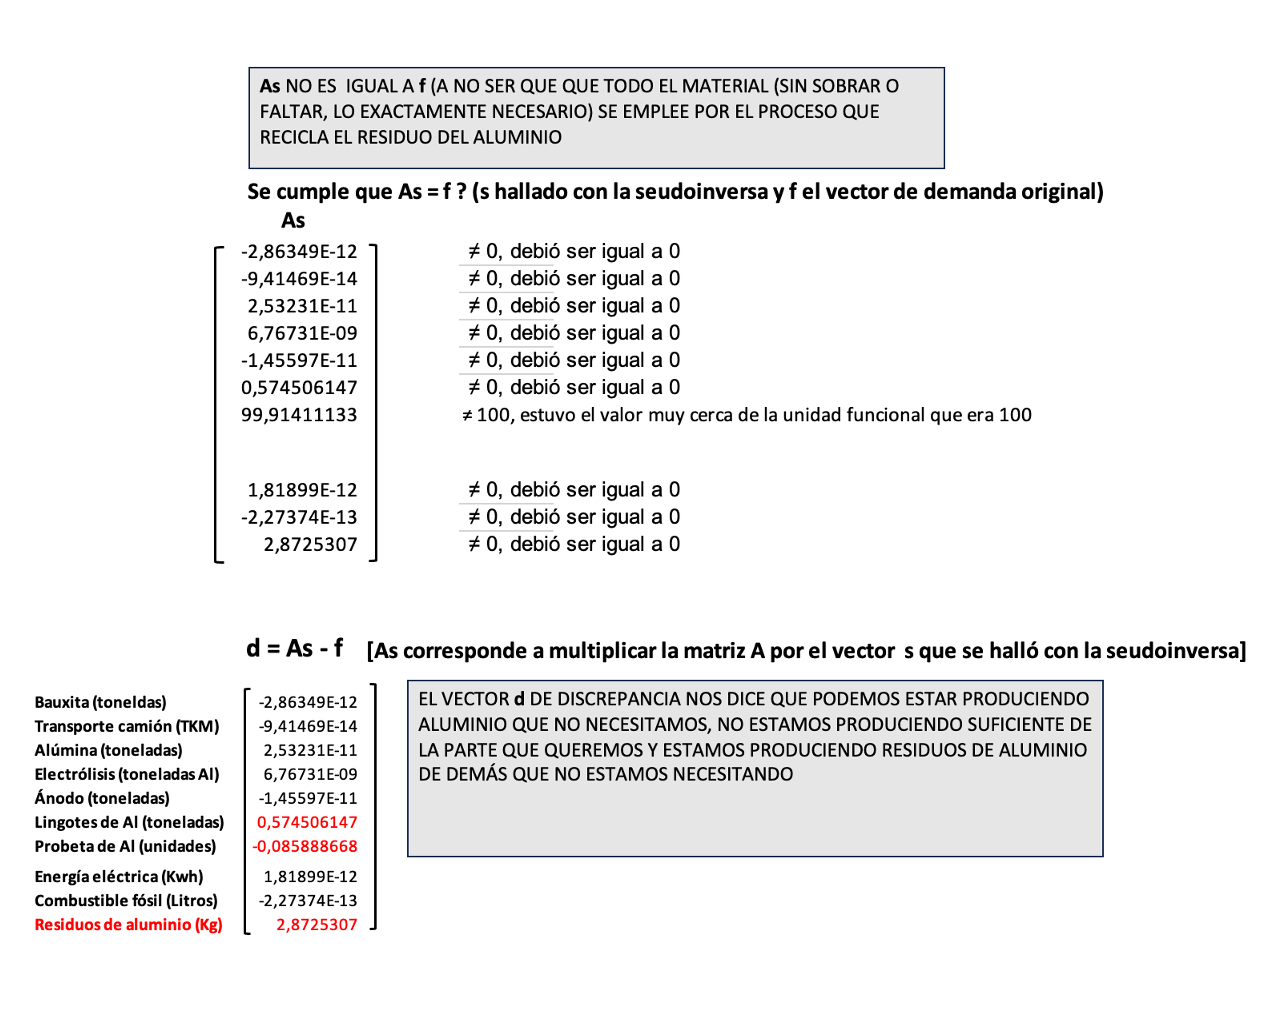 As NO ES IGUAL A f (A NO SER QUE QUE TODO EL MATERIAL (SIN SOBRAR O
FALTAR, LO EXACTAMENTE NECESARIO) SE EMPLEE POR EL PROCESO QUE
RECICLA EL RESIDUO DEL ALUMINIO
Se cumple que As = f ? (s hallado con la seudoinversa y f el vector de demanda original)
As
-2,86349E-12 ≠ 0, debió ser igual a 0
-9,41469E-14 ≠ 0, debió ser igual a 0
2,53231E-11 ≠ 0, debió ser igual a 0
6,76731E-09 ≠ 0, debió ser igual a 0
-1,45597E-11 ≠ 0, debió ser igual a 0
0,574506147 ≠ 0, debió ser igual a 0
99,91411133 ≠ 100, estuvo el valor muy cerca de la unidad funcional que era 100
1,81899E-12 ≠ 0, debió ser igual a 0
-2,27374E-13 ≠ 0, debió ser igual a 0
2,8725307 ≠ 0, debió ser igual a 0
d = As - f [As corresponde a multiplicar la matriz A por el vector s que se halló con la seudoinversa]
Bauxita (toneldas) -2,86349E-12
Transporte camión (TKM) -9,41469E-14
Alúmina (toneladas) 2,53231E-11
Electrólisis (toneladas Al) 6,76731E-09
Ánodo (toneladas) -1,45597E-11
Lingotes de Al (toneladas) 0,574506147
Probeta de Al (unidades) -0,085888668
Energía eléctrica (Kwh) 1,81899E-12
Combustible fósil (Litros) -2,27374E-13
Residuos de aluminio (Kg) 2,8725307
EL VECTOR d DE DISCREPANCIA NOS DICE QUE PODEMOS ESTAR PRODUCIENDO
ALUMINIO QUE NO NECESITAMOS, NO ESTAMOS PRODUCIENDO SUFICIENTE DE
LA PARTE QUE QUEREMOS Y ESTAMOS PRODUCIENDO RESIDUOS DE ALUMINIO
DE DEMÁS QUE NO ESTAMOS NECESITANDO